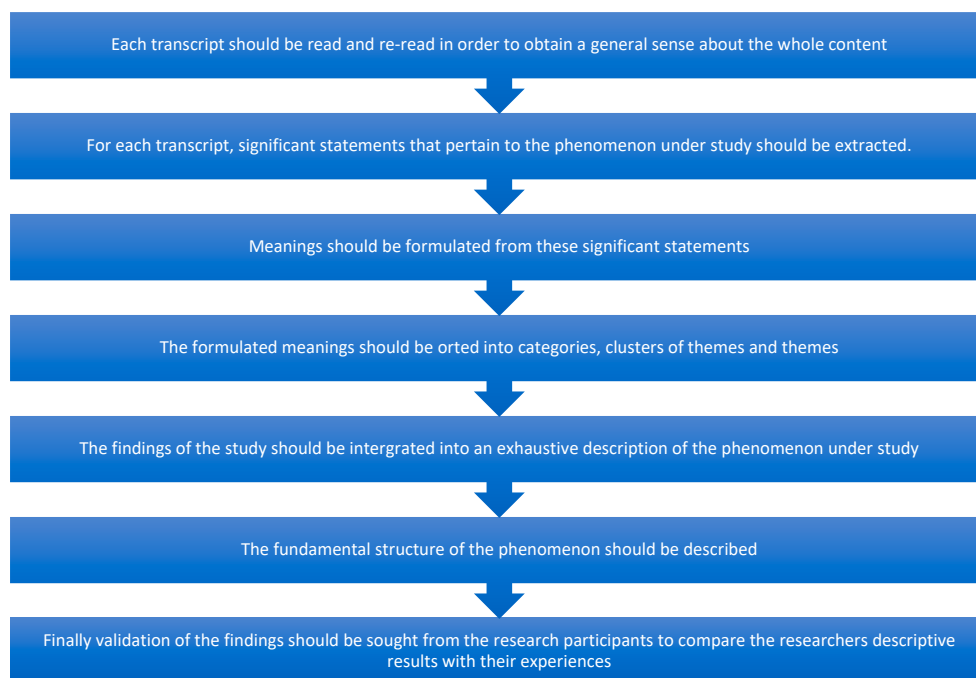 Each transcript should be read and re-read in order to obtain a general sense about the whole content
For each transcript, significant statements that pertain to the phenomenon under study should be extracted.
Meanings should be formulated from these significant statements
The formulated meanings should be orted into categories, clusters of themes and themes
The findings of the study should be intergrated into an exhaustive description of the phenomenon under study
The fundamental structure of the phenomenon should be described
Finally validation of the findings should be sought from the research participants to compare the researchers descriptive
results with their experiences